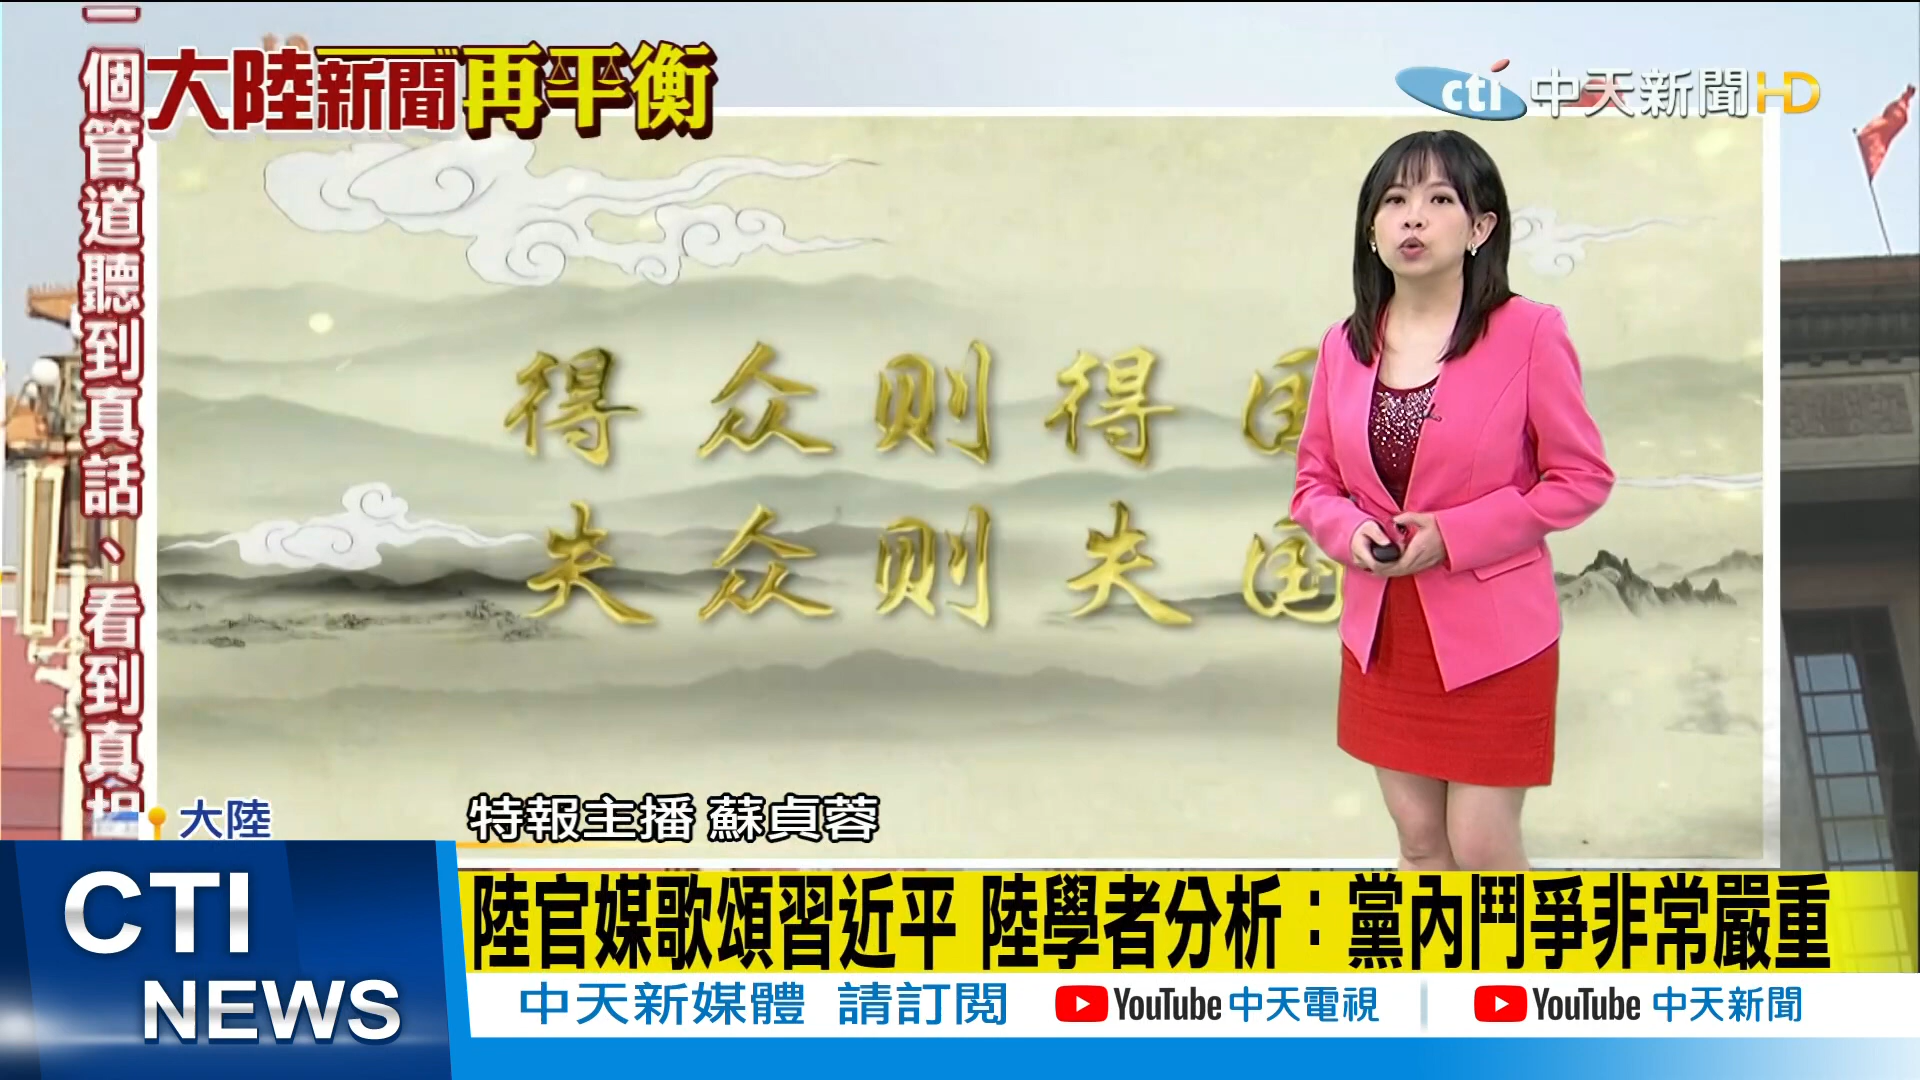 一個管道聽到真話、看到真相
大陸新聞再平衡
cti 中天新聞HD
得众则得国
失众则失国
大陸
特報主播 蘇貞蓉
CTI
NEWS
陸官媒歌頌習近平 陸學者分析：黨內鬥爭非常嚴重
中天新媒體 請訂閱 YouTube 中天電視 YouTube 中天新聞